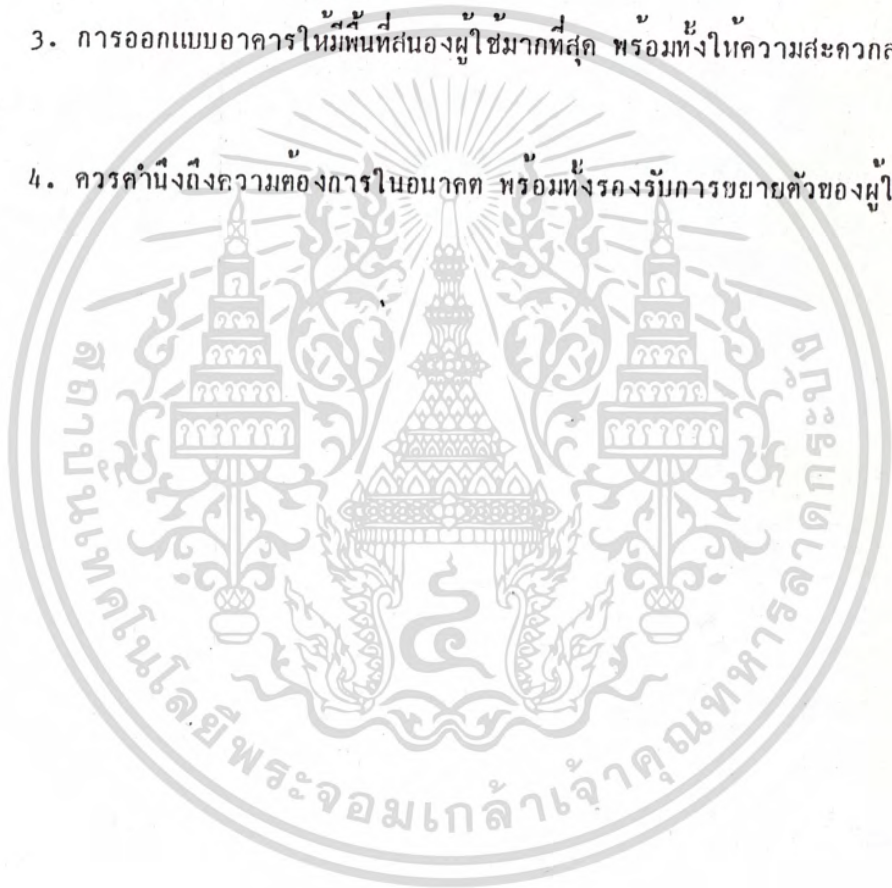 3. การออกแบบอาคารให้มีพื้นที่สนองผู้ใช้มากที่สุด พร้อมทั้งให้ความสะดวกส
4. ควรคำนึงถึงความต้องการในอนาคต พร้อมทั้งรองรับการขยายตัวของผู้ใ
สถาบันเทคโนโลยีพระจอมเกล้าเจ้าคุณทหารลาดกระบัง
๔